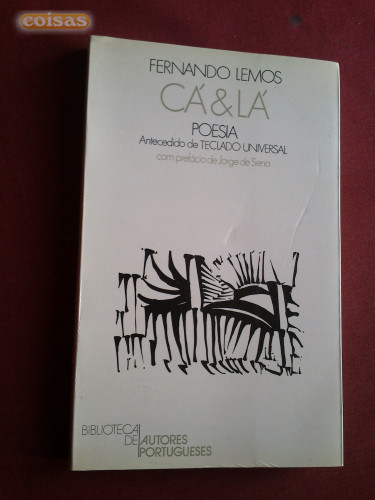 coisas
FERNANDO LEMOS
CÁ & LÁ
POESIA
Antecedido de TECLADO UNIVERSAL
com prefácio de Jorge de Sena
BIBLIOTECA
DE AUTORES
PORTUGUESES